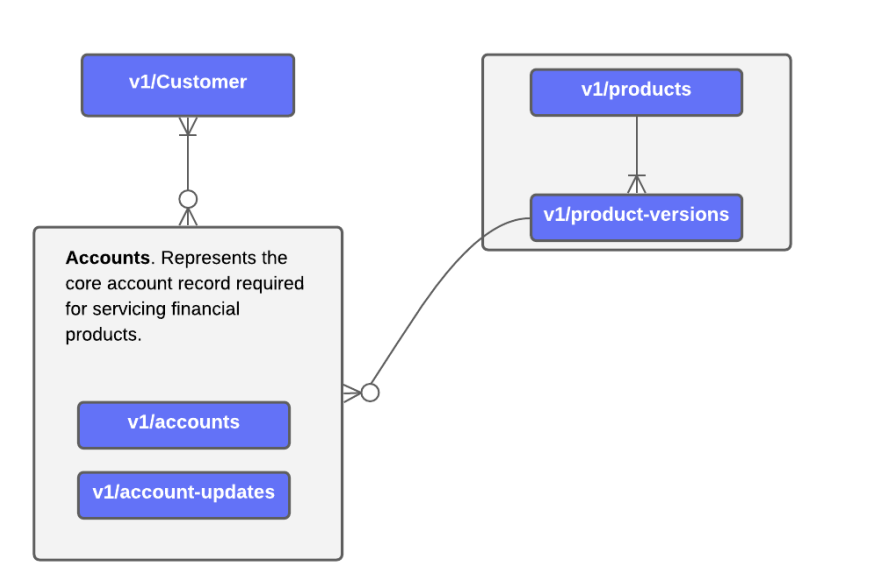 v1/Customer
v1/products
v1/product-versions
Accounts. Represents the
core account record required
for servicing financial
products.
v1/accounts
v1/account-updates